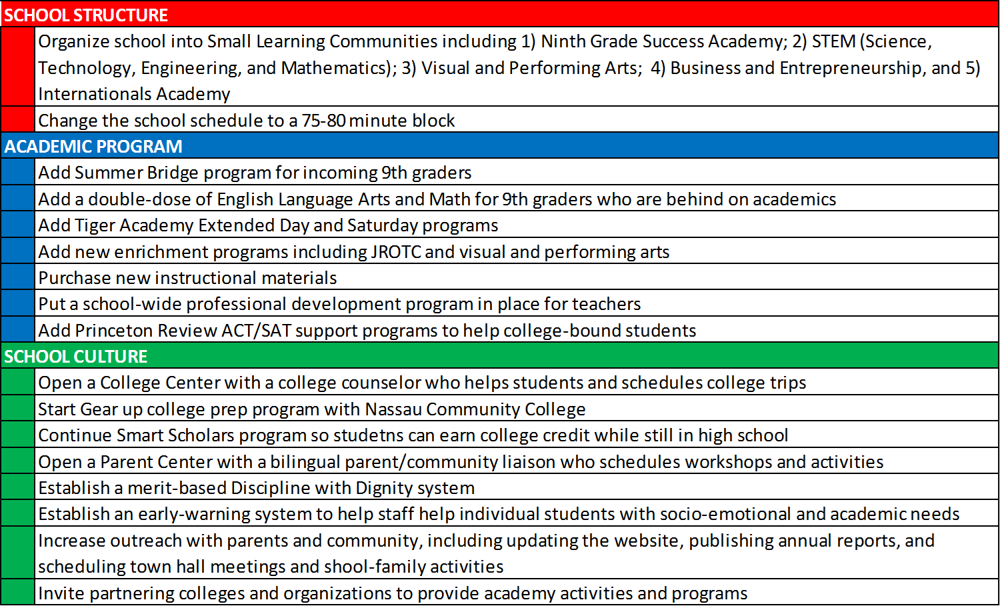 SCHOOL STRUCTURE
Organize school into Small Learning Communities including 1) Ninth Grade Success Academy; 2) STEM (Science,
Technology, Engineering, and Mathematics); 3) Visual and Performing Arts;  4) Business and Entrepreneurship, and 5)
Internationals Academy
Change the school schedule to a 75-80 minute block
ACADEMIC PROGRAM
Add Summer Bridge program for incoming 9th graders
Add a double-dose of English Language Arts and Math for 9th graders who are behind on academics
Add Tiger Academy Extended Day and Saturday programs
Add new enrichment programs including JROTC and visual and performing arts
Purchase new instructional materials
Put a school-wide professional development program in place for teachers
Add Princeton Review ACT/SAT support programs to help college-bound students
SCHOOL CULTURE
Open a College Center with a college counselor who helps students and schedules college trips
Start Gear up college prep program with Nassau Community College
Continue Smart Scholars program so studetns can earn college credit while still in high school
Open a Parent Center with a bilingual parent/community liaison who schedules workshops and activities
Establish a merit-based Discipline with Dignity system
Establish an early-warning system to help staff help individual students with socio-emotional and academic needs
Increase outreach with parents and community, including updating the website, publishing annual reports, and
scheduling town hall meetings and shool-family activities
Invite partnering colleges and organizations to provide academy activities and programs